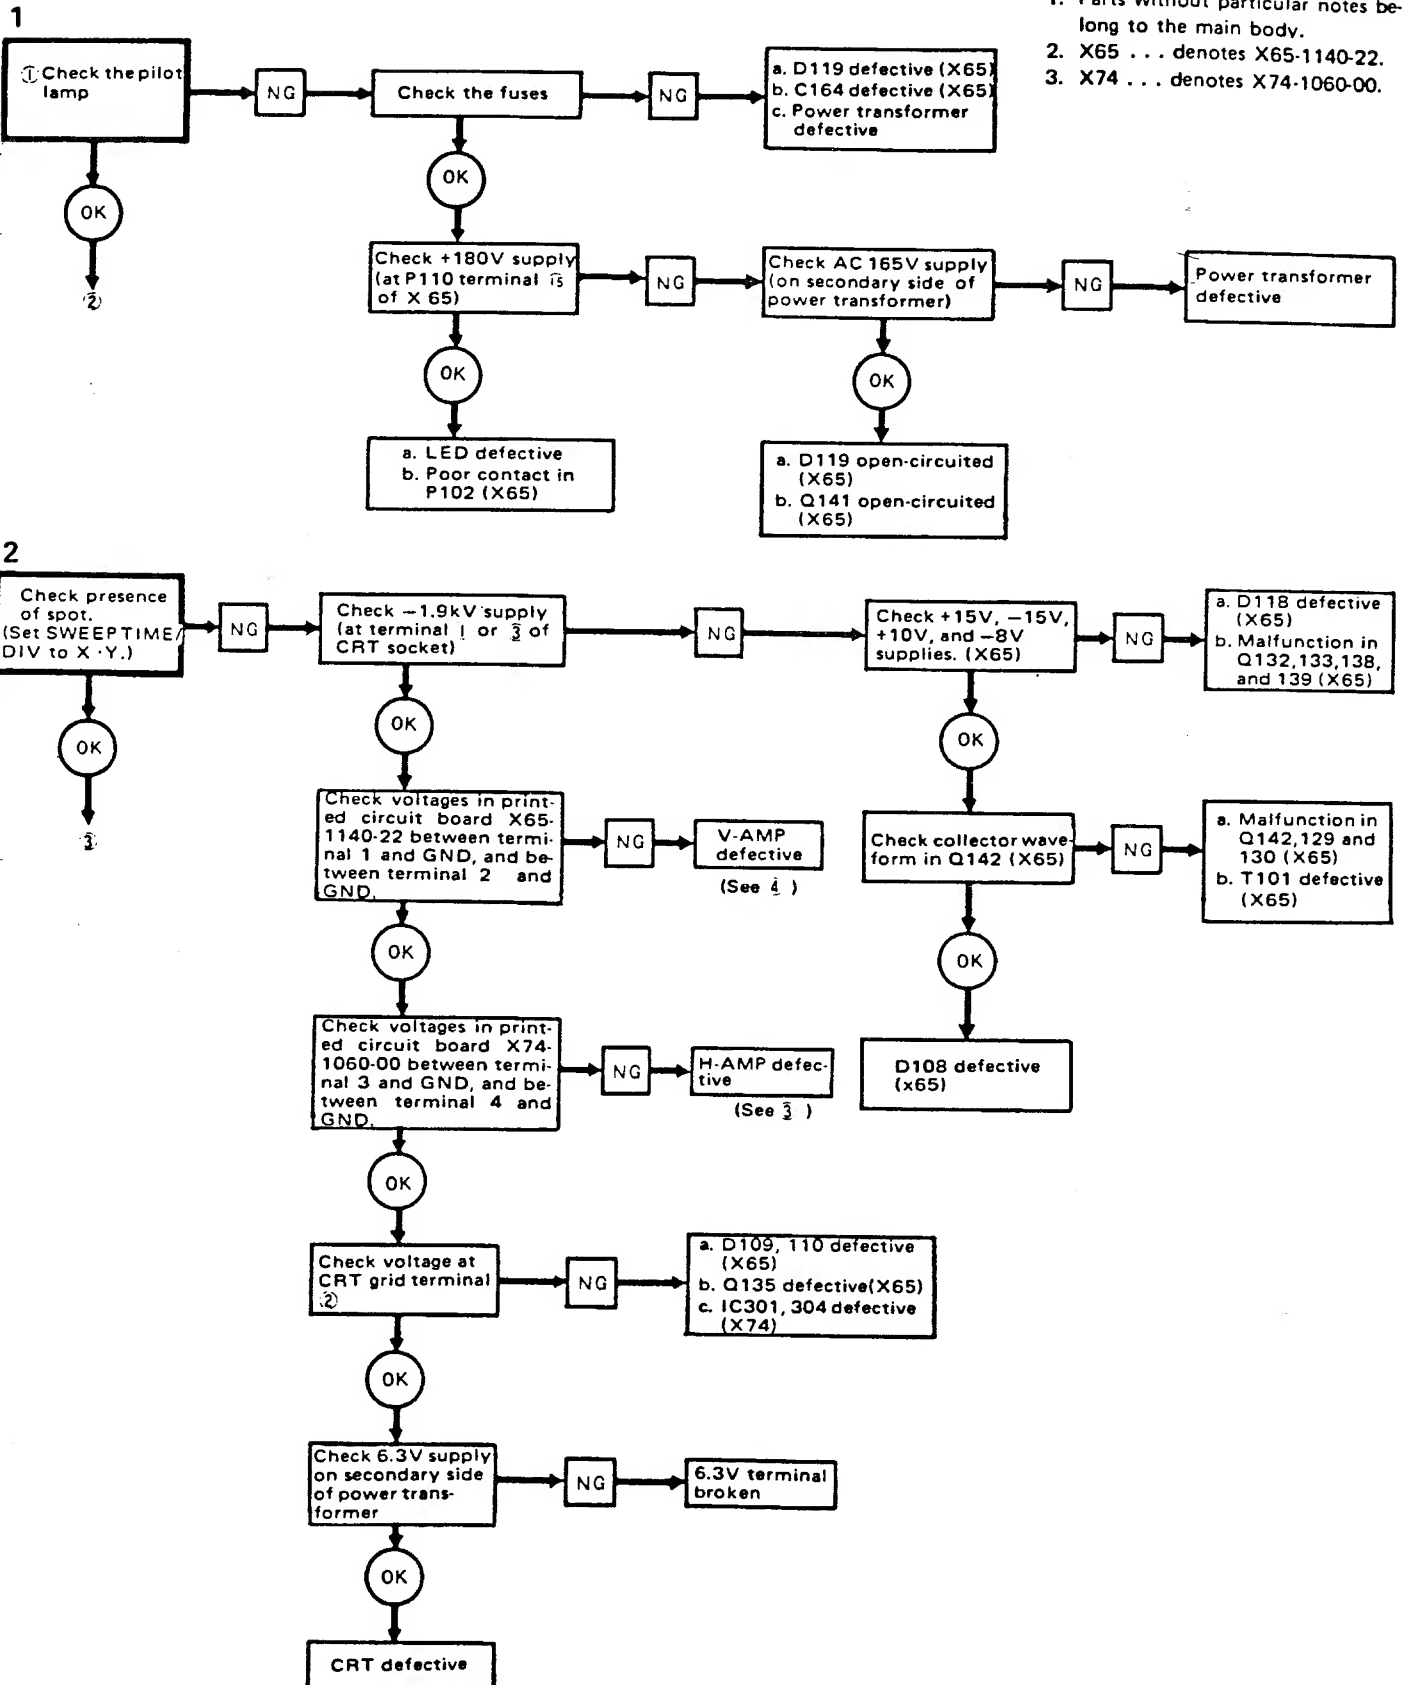 1. Parts without particular notes be-
long to the main body.
2. X65 . . . denotes X65-1140-22.
3. X74 . . . denotes X74-1060-00.
1
① Check the pilot
lamp
NG
Check the fuses
NG
a. D119 defective (X65)
b. C164 defective (X65)
c. Power transformer
defective
OK
②
OK
Check +180V supply
(at P110 terminal 15
of X 65)
NG
Check AC 165V supply
(on secondary side of
power transformer)
NG
Power transformer
defective
OK
a. LED defective
b. Poor contact in
P102 (X65)
OK
a. D119 open-circuited
(X65)
b. Q141 open-circuited
(X65)
2
Check presence
of spot.
(Set SWEEPTIME/
DIV to X·Y.)
NG
Check −1.9kV supply
(at terminal 1 or 3 of
CRT socket)
NG
Check +15V, −15V,
+10V, and −8V
supplies. (X65)
NG
a. D118 defective
(X65)
b. Malfunction in
Q132,133,138,
and 139 (X65)
OK
③
OK
Check voltages in print-
ed circuit board X65-
1140-22 between termi-
nal 1 and GND, and be-
tween terminal 2 and
GND.
NG
V-AMP
defective
(See 4 )
OK
Check collector wave-
form in Q142 (X65)
NG
a. Malfunction in
Q142,129 and
130 (X65)
b. T101 defective
(X65)
OK
D108 defective
(x65)
OK
Check voltages in print-
ed circuit board X74-
1060-00 between termi-
nal 3 and GND, and be-
tween terminal 4 and
GND.
NG
H-AMP defec-
tive
(See 3 )
OK
Check voltage at
CRT grid terminal
②
NG
a. D109, 110 defective
(X65)
b. Q135 defective(X65)
c. IC301, 304 defective
(X74)
OK
Check 6.3V supply
on secondary side
of power trans-
former
NG
6.3V terminal
broken
OK
CRT defective